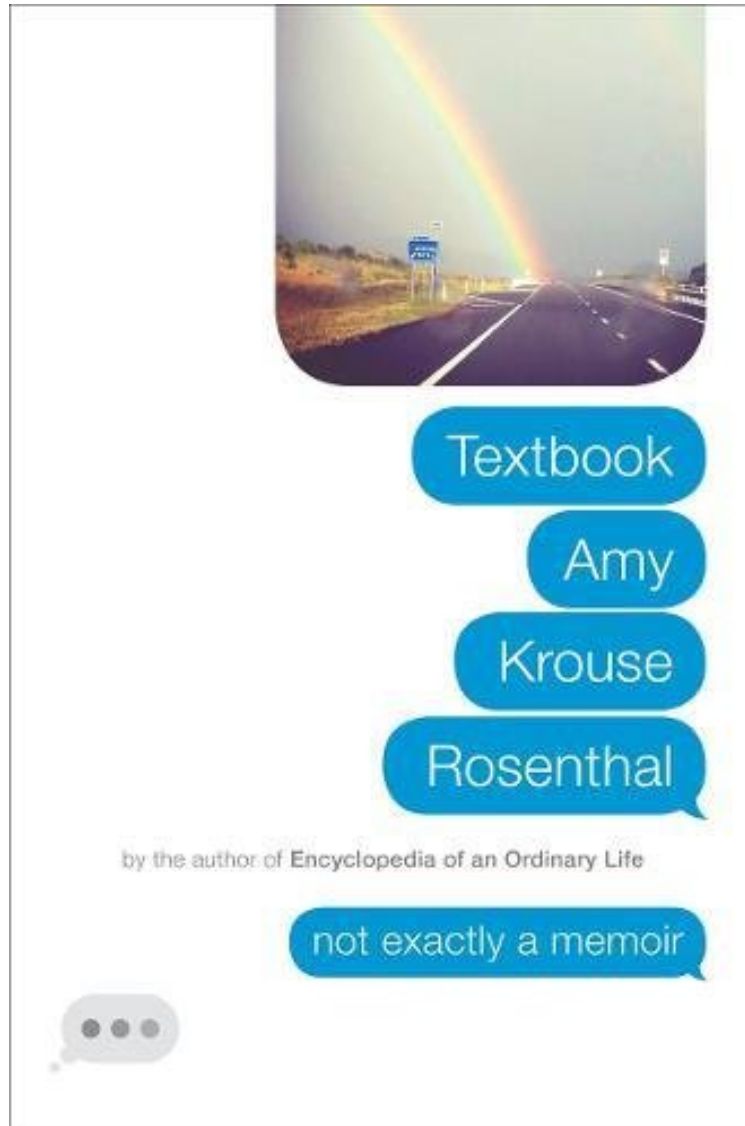 Textbook
Amy
Krouse
Rosenthal
by the author of Encyclopedia of an Ordinary Life
not exactly a memoir